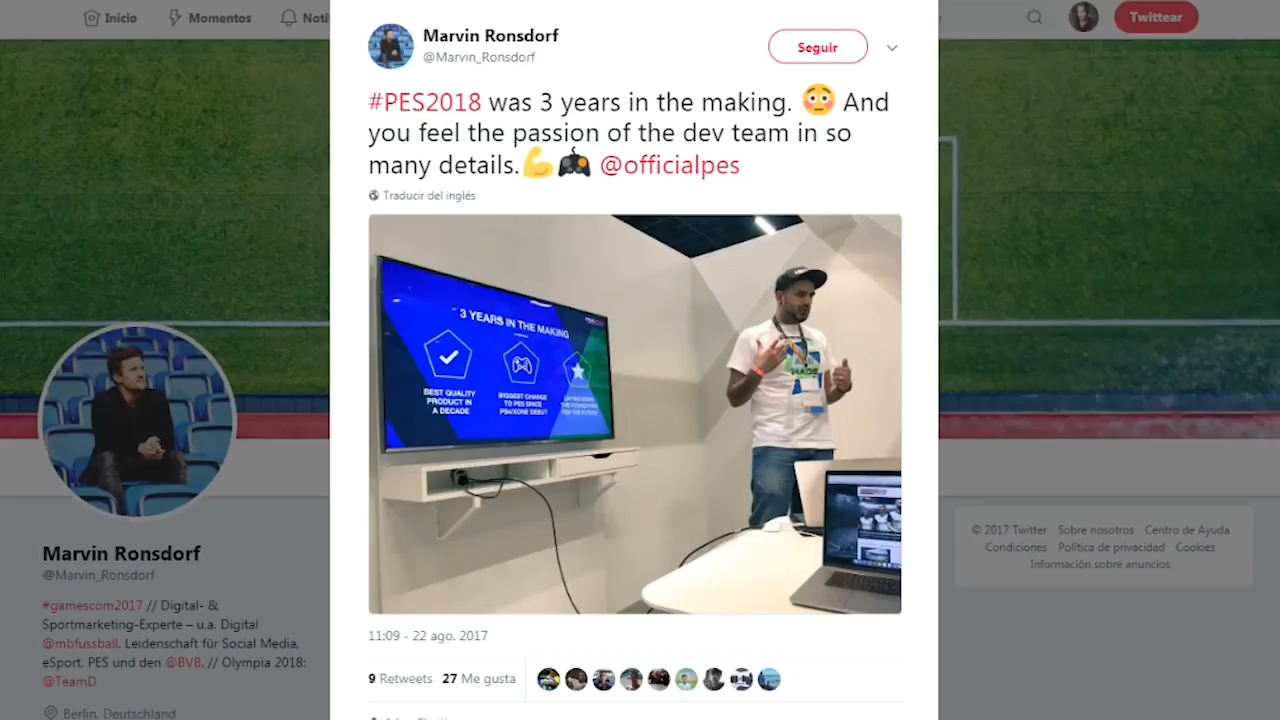 Inicio
Momentos
Noti
Twittear
Marvin Ronsdorf
@Marvin_Ronsdorf
Seguir
#PES2018 was 3 years in the making. 😳 And
you feel the passion of the dev team in so
many details.💪🎮 @officialpes
Traducir del inglés
3 YEARS IN THE MAKING
BEST QUALITY
PRODUCT IN
A DECADE
BIGGEST CHANGE
TO PES SINCE
PS4/XONE DEBUT
FOR THE FUTURE
11:09 - 22 ago. 2017
9 Retweets 27 Me gusta
Marvin Ronsdorf
@Marvin_Ronsdorf
#gamescom2017 // Digital- &
Sportmarketing-Experte – u.a. Digital
@mbfussball. Leidenschaft für Social Media,
eSport, PES und den @BVB. // Olympia 2018:
@TeamD
Berlin, Deutschland
© 2017 Twitter Sobre nosotros Centro de Ayuda
Condiciones Política de privacidad Cookies
Información sobre anuncios